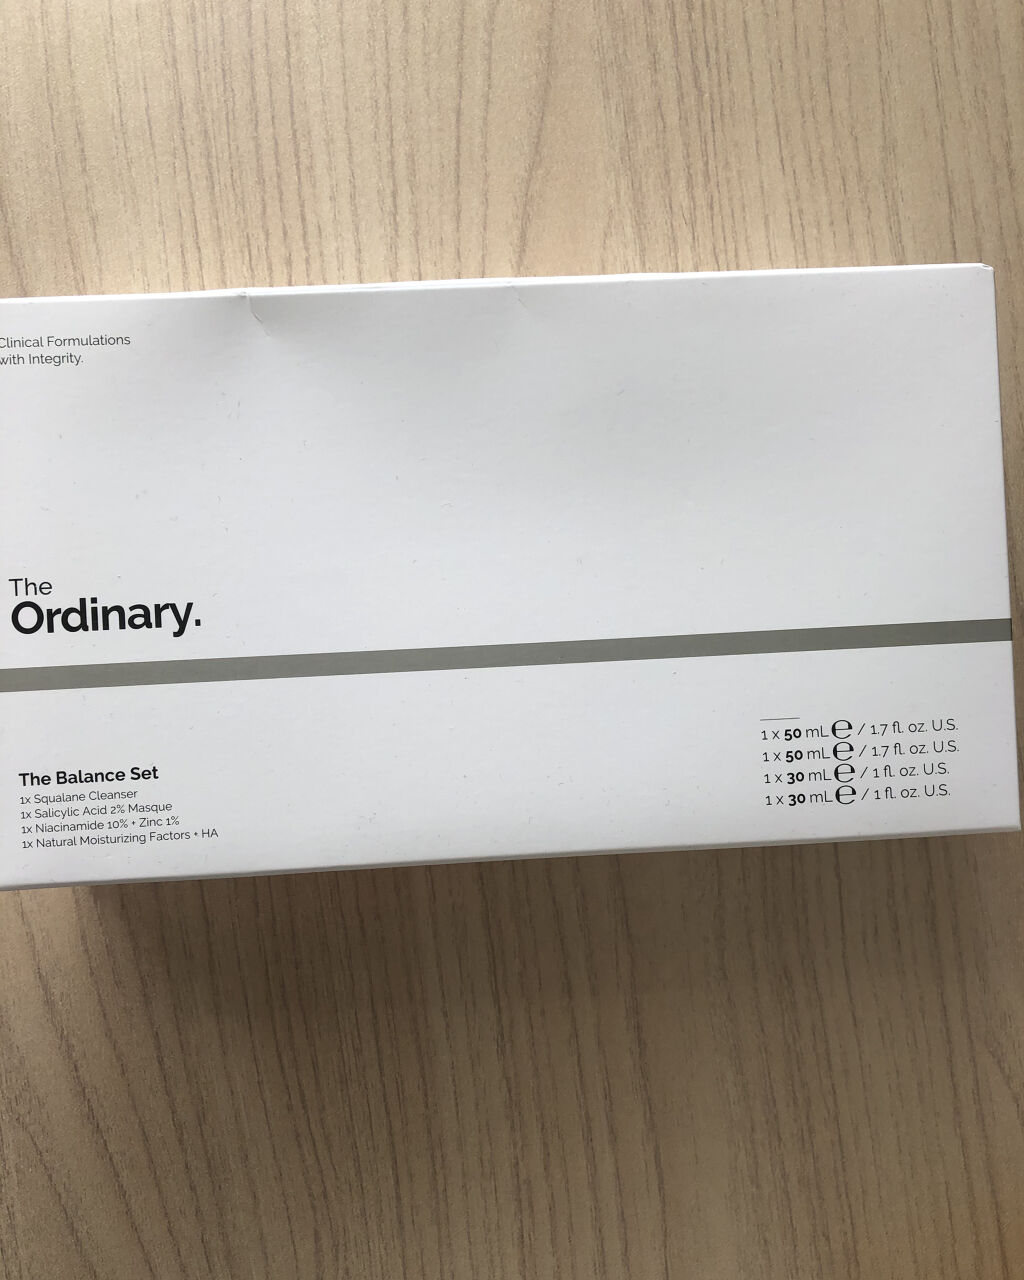 Clinical Formulations
with Integrity.
The
Ordinary.
The Balance Set
1x Squalane Cleanser
1x Salicylic Acid 2% Masque
1x Niacinamide 10% + Zinc 1%
1x Natural Moisturizing Factors + HA
1 x 50 mL ℮ / 1.7 fl. oz. U.S.
1 x 50 mL ℮ / 1.7 fl. oz. U.S.
1 x 30 mL ℮ / 1 fl. oz. U.S.
1 x 30 mL ℮ / 1 fl. oz. U.S.